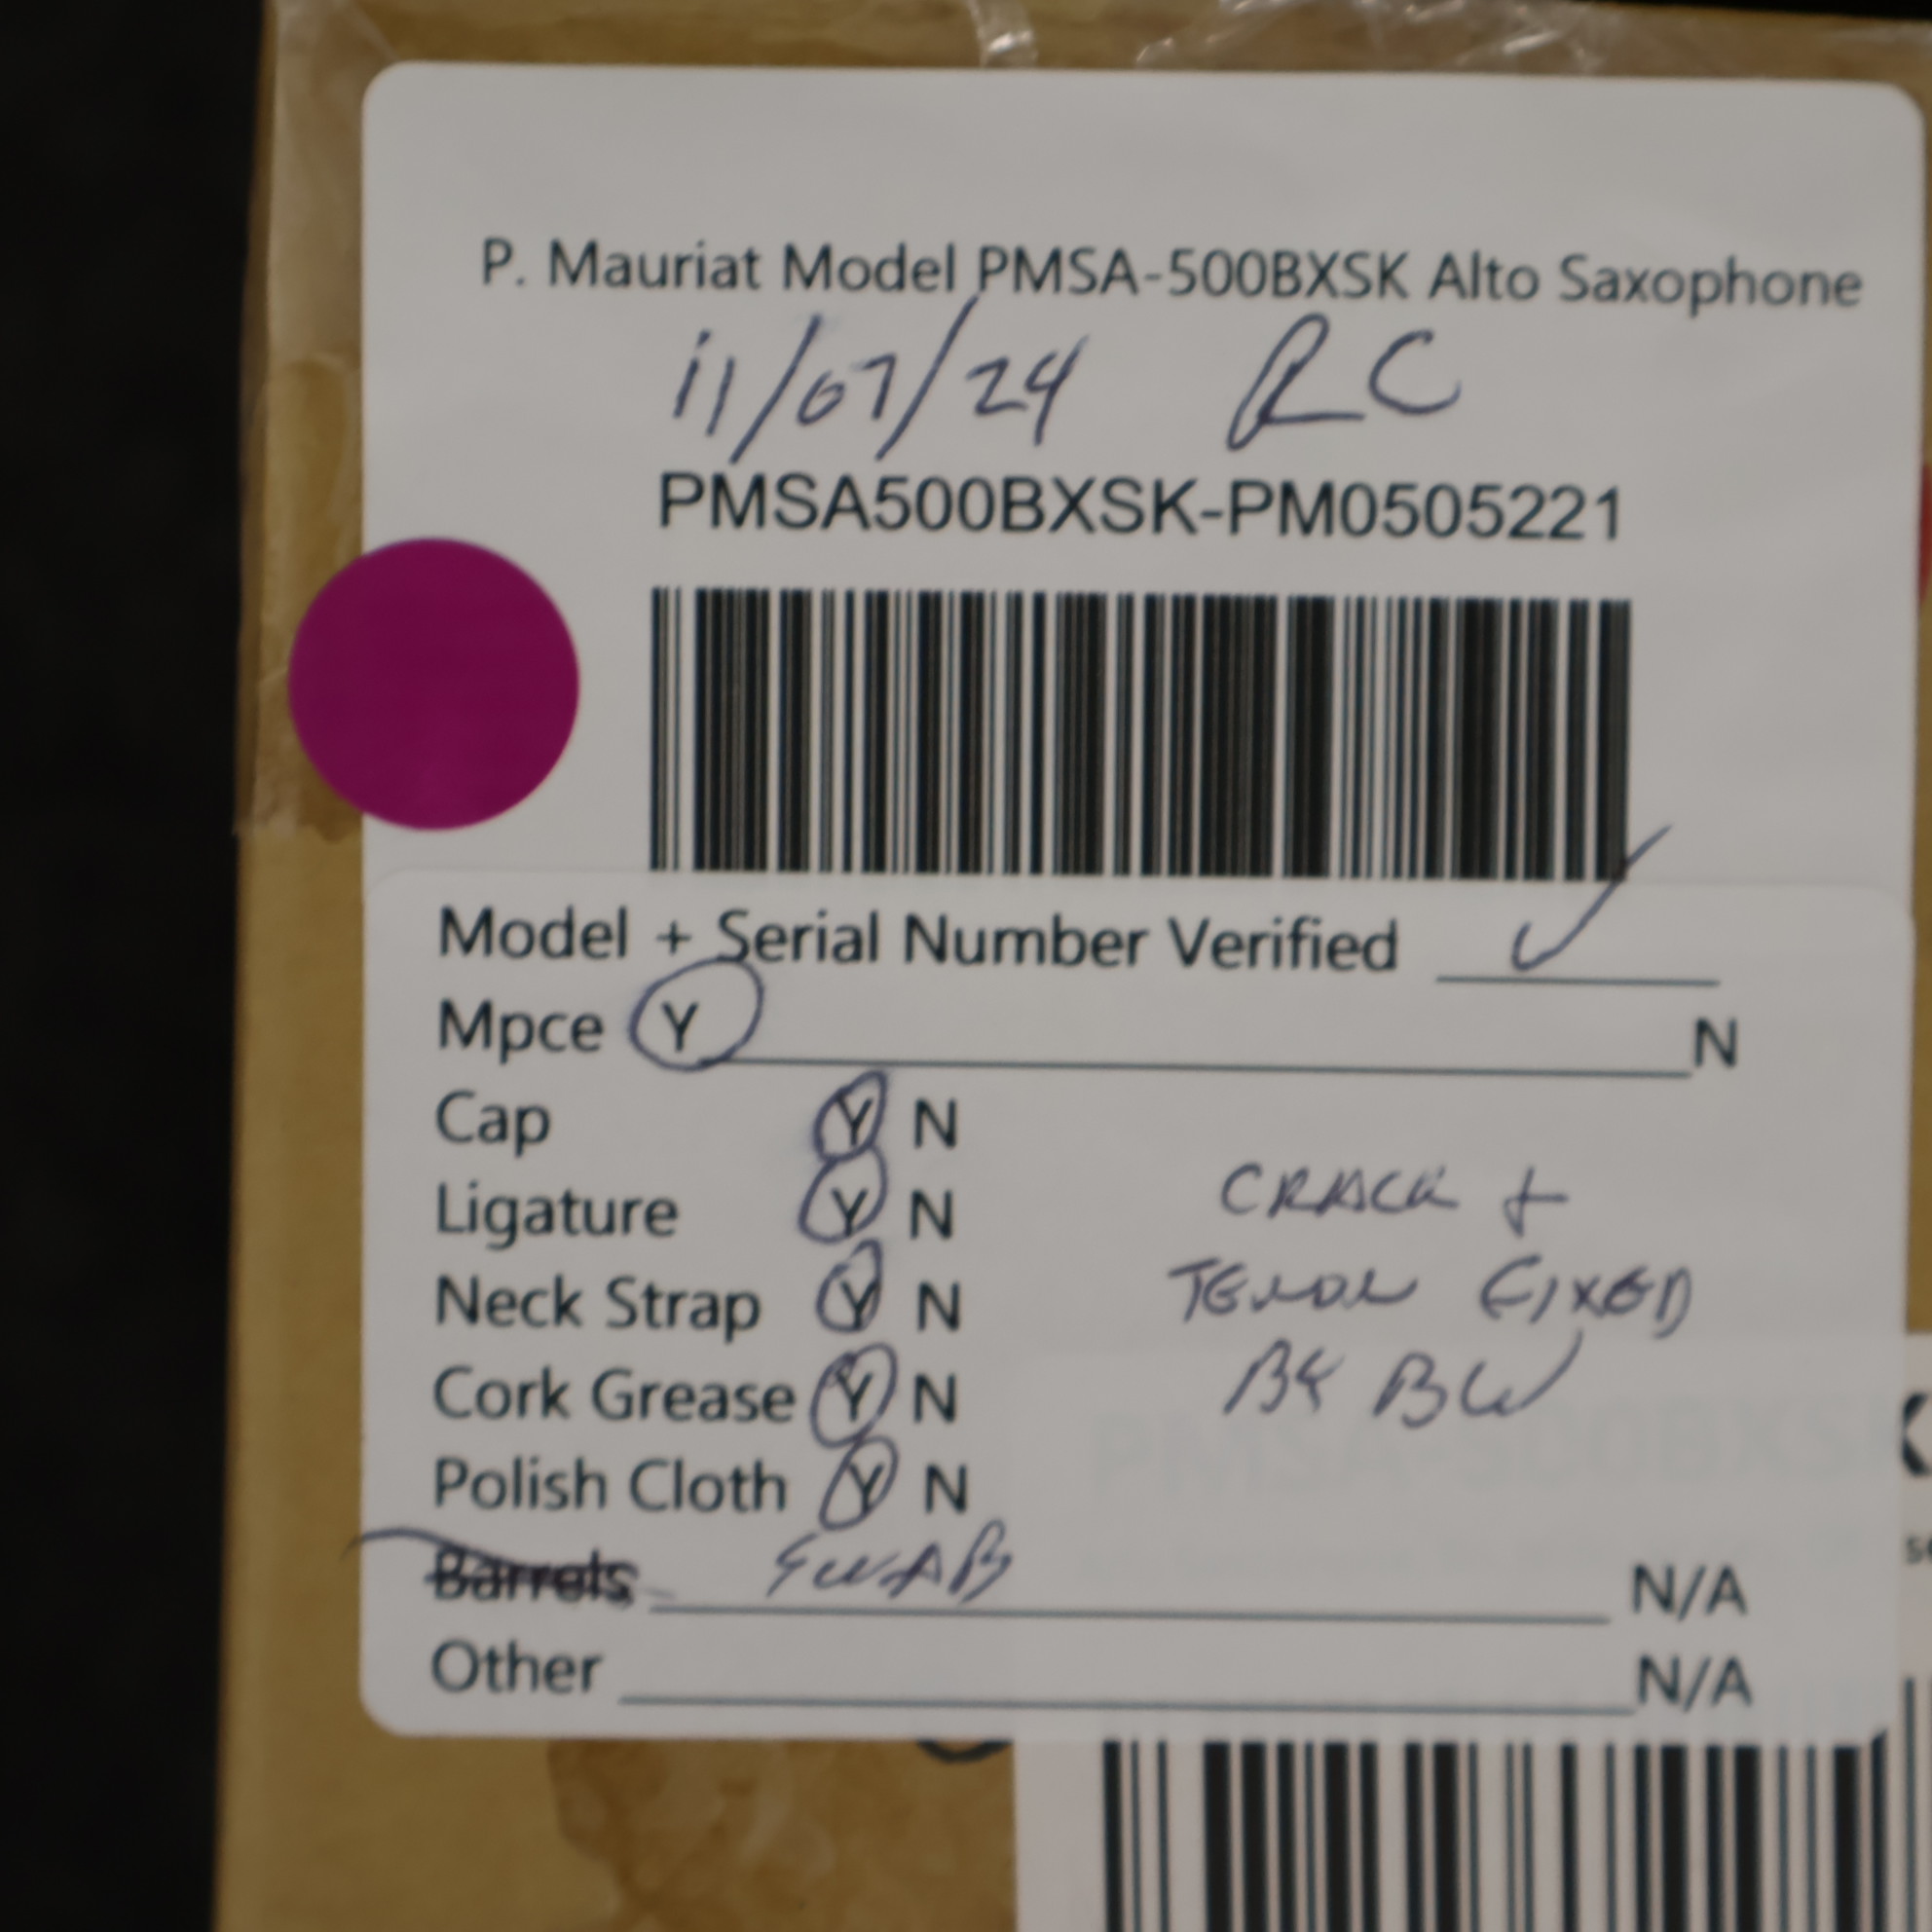 P. Mauriat Model PMSA-500BXSK Alto Saxophone
11/07/24 RC
PMSA500BXSK-PM0505221
Model + Serial Number Verified ✓
Mpce Y N
Cap Y N
Ligature Y N
CRACK +
Neck Strap Y N
TENON FIXED
Cork Grease Y N
BY BW
Polish Cloth Y N
Barrels SWAB N/A
Other N/A